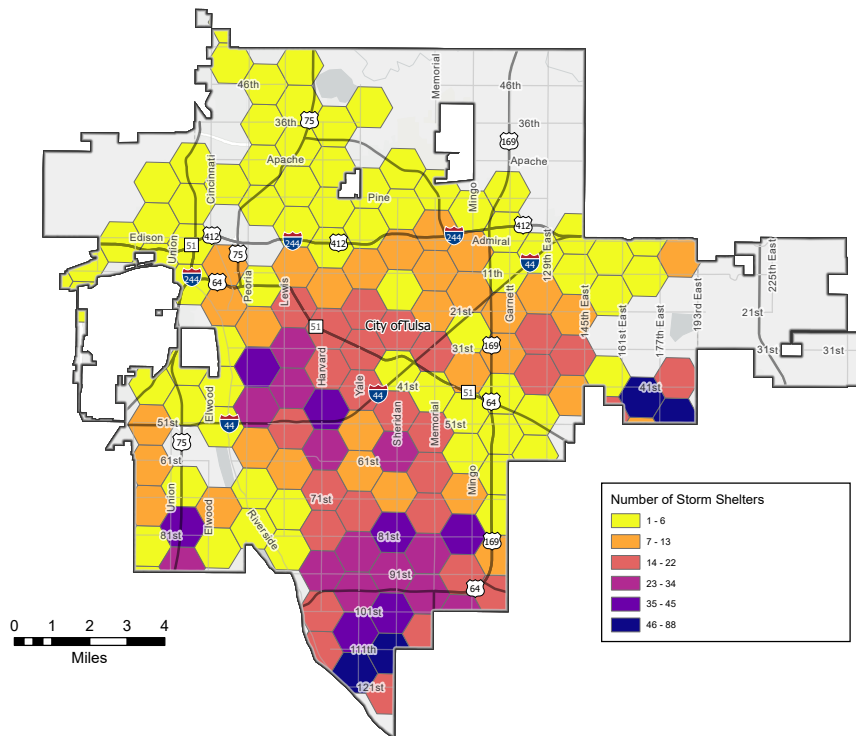 46th
Memorial
46th
36th
75
36th
169
Apache
Apache
Cincinnati
Pine
Mingo
Edison
Union
51
412
244
412
244
412
Admiral
75
129th East
44
11th
244
64
Peoria
Lewis
145th East
161st East
177th East
193rd East
225th East
Garnett
21st
21st
51
City of Tulsa
169
31st
31st
31st
Harvard
Yale
44
41st
41st
51
64
Elwood
Sheridan
Memorial
51st
44
51st
75
61st
61st
Mingo
Union
Elwood
71st
Riverside
81st
81st
169
91st
64
101st
111th
121st
Number of Storm Shelters
1 - 6
7 - 13
14 - 22
23 - 34
35 - 45
46 - 88
0 1 2 3 4
Miles